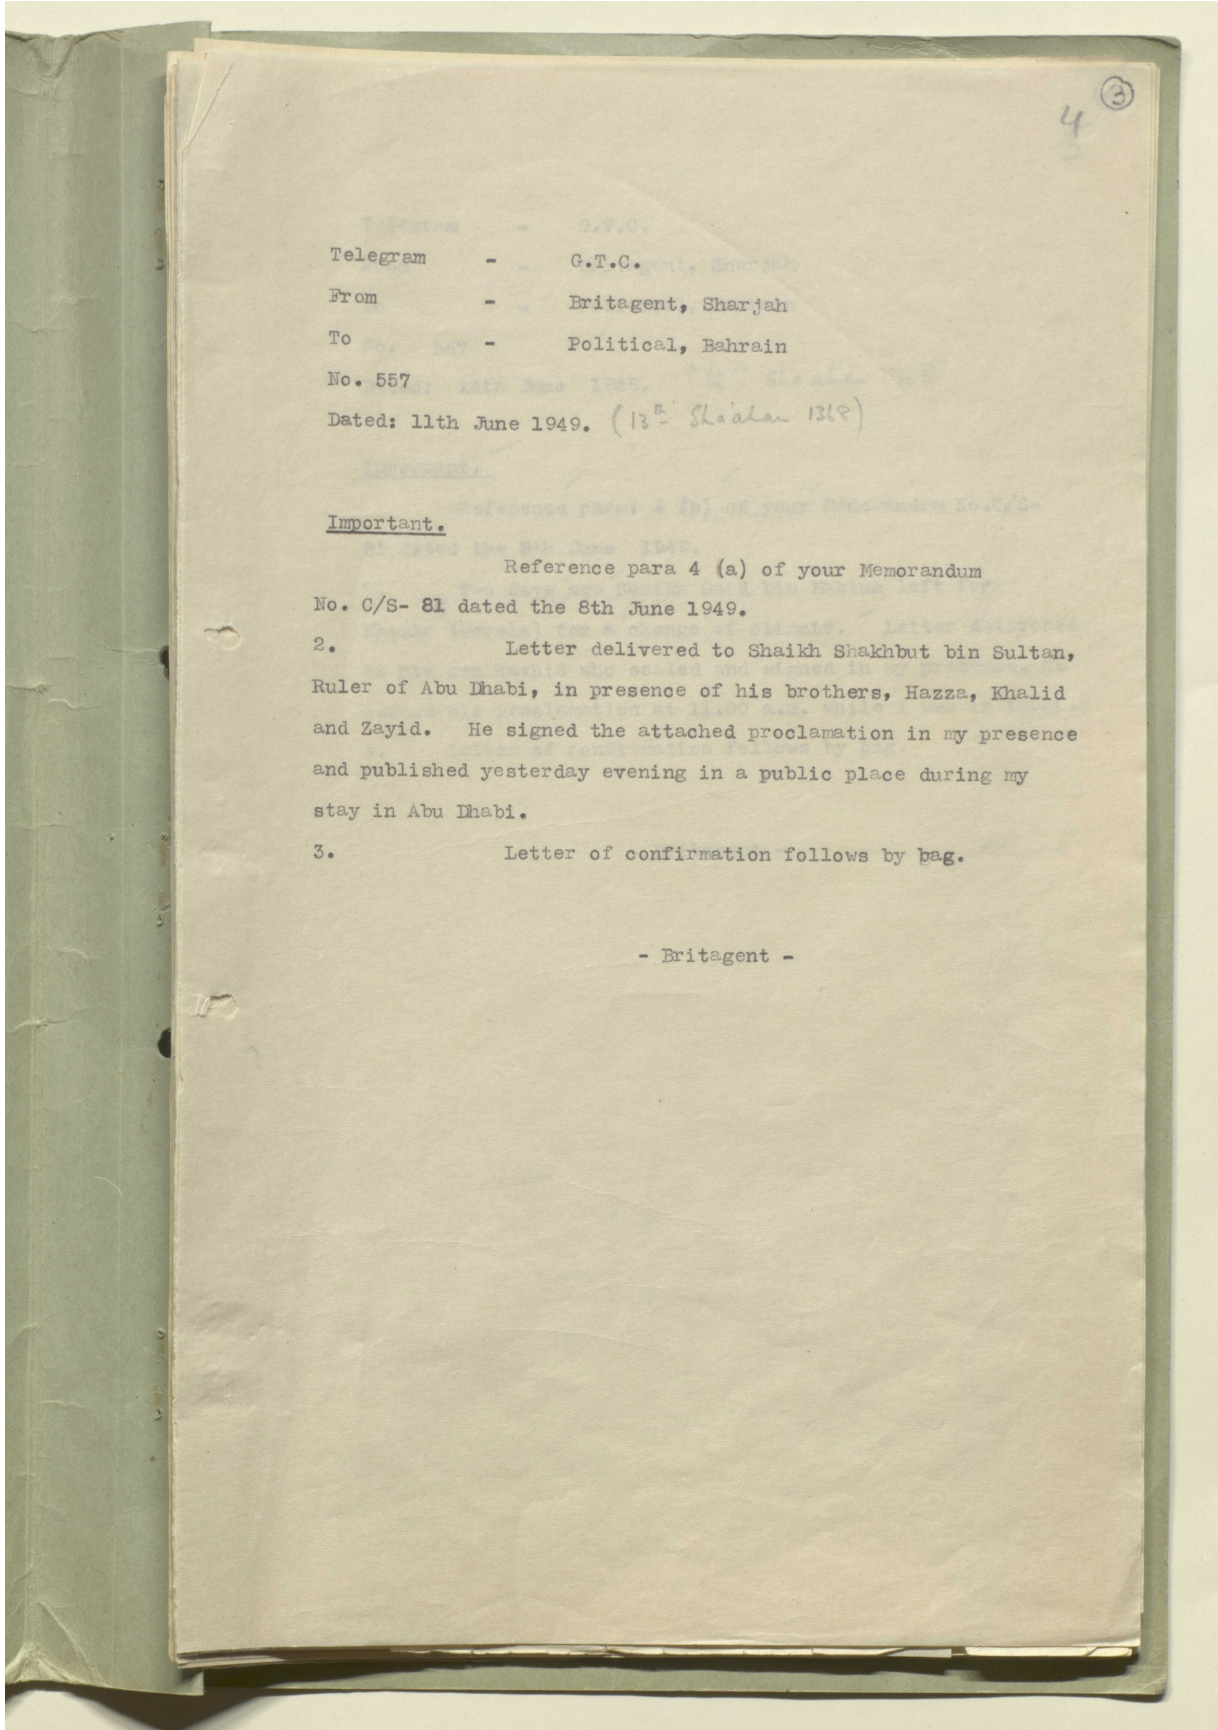 3
4
Telegram - G.T.C.
From - Britagent, Sharjah
To - Political, Bahrain
No. 557
Dated: 11th June 1949. (13th Sha'aban 1368)
Important.
Reference para 4 (a) of your Memorandum
No. C/S- 81 dated the 8th June 1949.
2. Letter delivered to Shaikh Shakhbut bin Sultan,
Ruler of Abu Dhabi, in presence of his brothers, Hazza, Khalid
and Zayid. He signed the attached proclamation in my presence
and published yesterday evening in a public place during my
stay in Abu Dhabi.
3. Letter of confirmation follows by bag.
- Britagent -